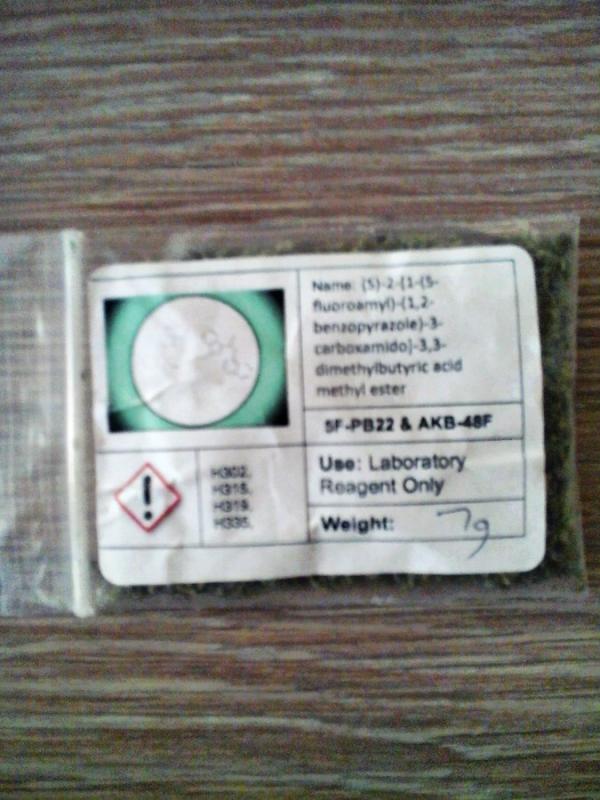 Name: (S)-2-[1-(5-
fluoroamyl)-(1,2-
benzopyrazole)-3-
carboxamido]-3,3-
dimethylbutyric acid
methyl ester
5F-PB22 & AKB-48F
H302,
H315,
H319,
H335,
Use: Laboratory
Reagent Only
Weight: 7g